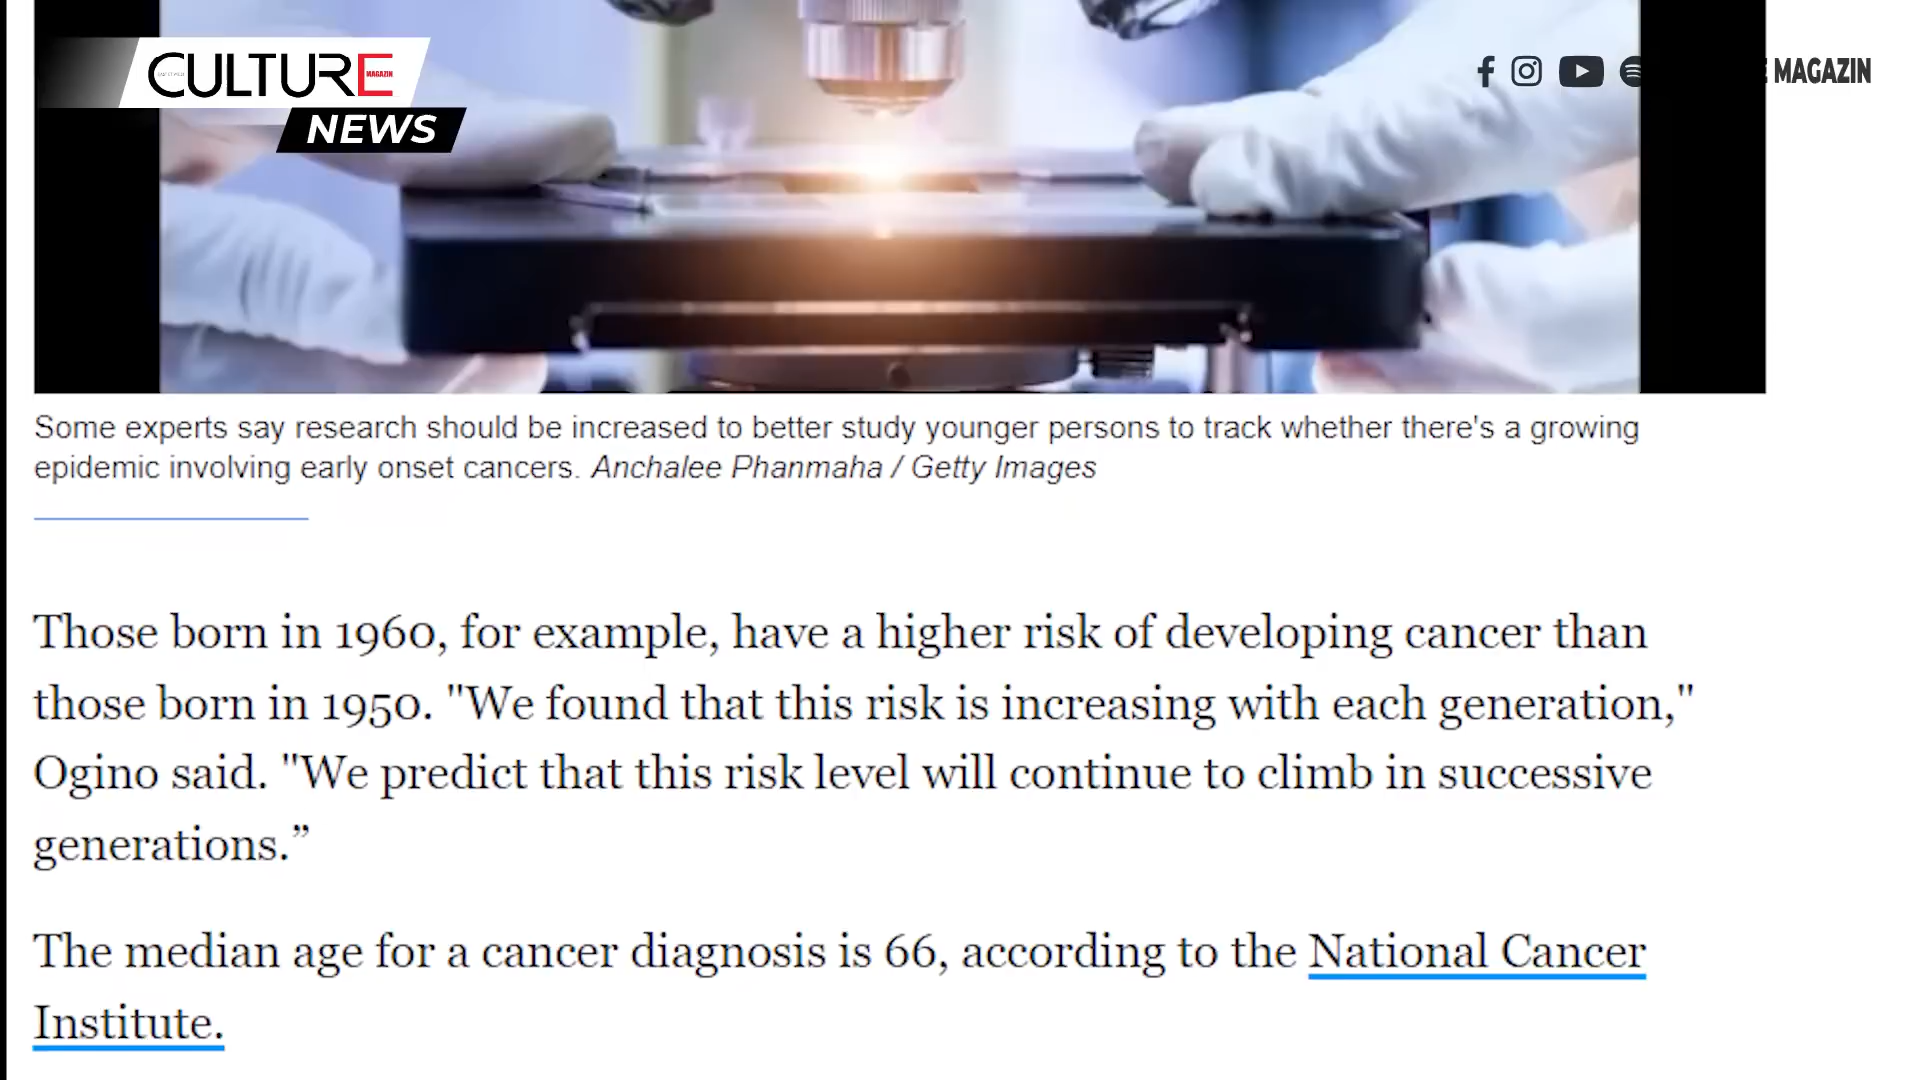 CULTURE
MAGAZIN
NEWS
MAGAZIN
Some experts say research should be increased to better study younger persons to track whether there's a growing
epidemic involving early onset cancers. Anchalee Phanmaha / Getty Images
Those born in 1960, for example, have a higher risk of developing cancer than
those born in 1950. "We found that this risk is increasing with each generation,"
Ogino said. "We predict that this risk level will continue to climb in successive
generations.”
The median age for a cancer diagnosis is 66, according to the National Cancer
Institute.